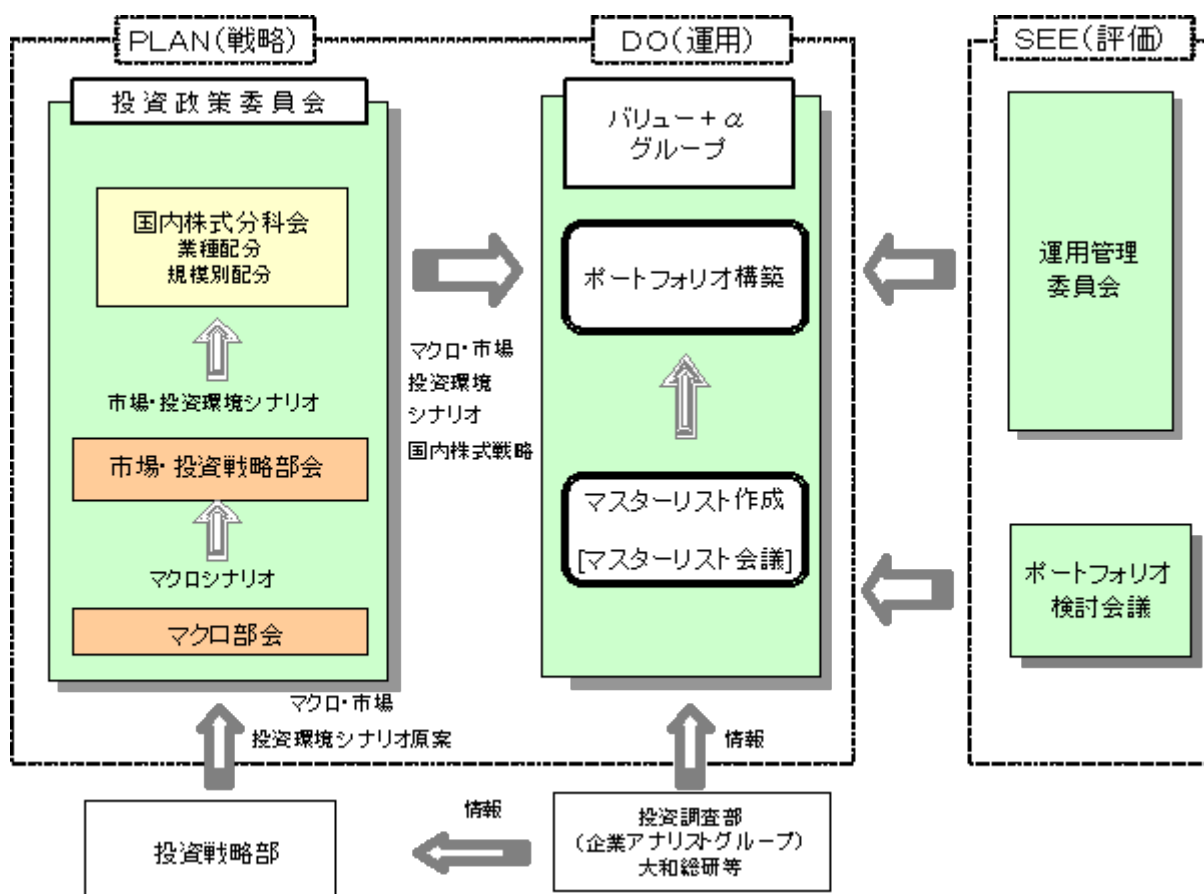 PLAN(戦略)
DO(運用)
SEE(評価)
投資政策委員会
国内株式分科会
業種配分
規模別配分
市場・投資環境シナリオ
市場・投資戦略部会
マクロシナリオ
マクロ部会
マクロ・市場
投資環境
シナリオ
国内株式戦略
バリュー+α
グループ
ポートフォリオ構築
マスターリスト作成
[マスターリスト会議]
運用管理
委員会
ポートフォリオ
検討会議
マクロ・市場
投資環境シナリオ原案
情報
投資戦略部
情報
投資調査部
(企業アナリストグループ)
大和総研等